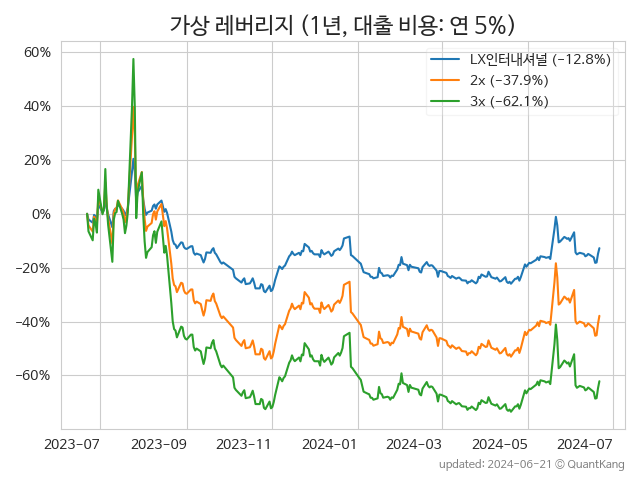 가상 레버리지 (1년, 대출 비용: 연 5%)
LX인터내셔널 (−12.8%)
2x (−37.9%)
3x (−62.1%)
60%
40%
20%
0%
−20%
−40%
−60%
2023-07
2023-09
2023-11
2024-01
2024-03
2024-05
2024-07
updated: 2024-06-21 © QuantKang